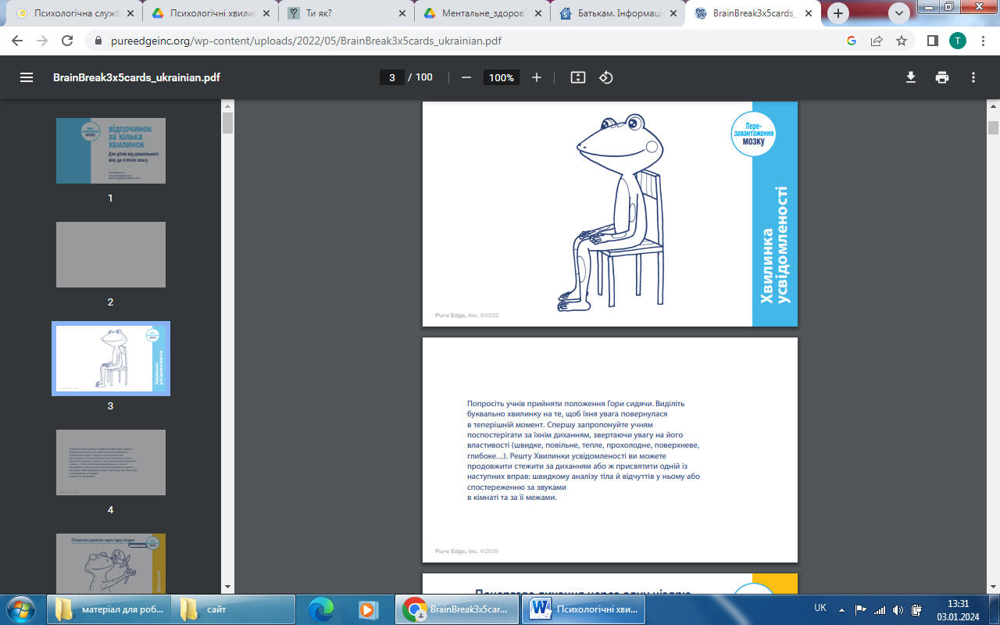 Психологічна служб
Психологічні хвили
Ти як?
Ментальне_здоров'
Батькам. Інформаці
BrainBreak3x5cards_
pureedgeinc.org/wp-content/uploads/2022/05/BrainBreak3x5cards_ukrainian.pdf
T
BrainBreak3x5cards_ukrainian.pdf
3 / 100
100%
відпочинок
за кілька
хвилинок
Для дітей від дошкільного
віку до п'ятого класу
1
2
3
4
Почергове дихання через одну ніздрю
Пере-
завантаження
мозку
Хвилинка
усвідомленості
Pure Edge, Inc. ©2022
Попросіть учнів прийняти положення Гори сидячи. Виділіть
буквально хвилинку на те, щоб їхня увага повернулася
в теперішній момент. Спершу запропонуйте учням
поспостерігати за їхнім диханням, звертаючи увагу на його
властивості (швидке, повільне, тепле, прохолодне, поверхневе,
глибоке…). Решту Хвилинки усвідомленості ви можете
продовжити стежити за диханням або ж присвятити одній із
наступних вправ: швидкому аналізу тіла й відчуттів у ньому або
спостереженню за звуками
в кімнаті та за її межами.
Pure Edge, Inc. ©2019
Почергове дихання через одну ніздрю
матеріал для роб...
сайт
BrainBreak3x5car...
Психологічні хви...
UK
13:31
03.01.2024